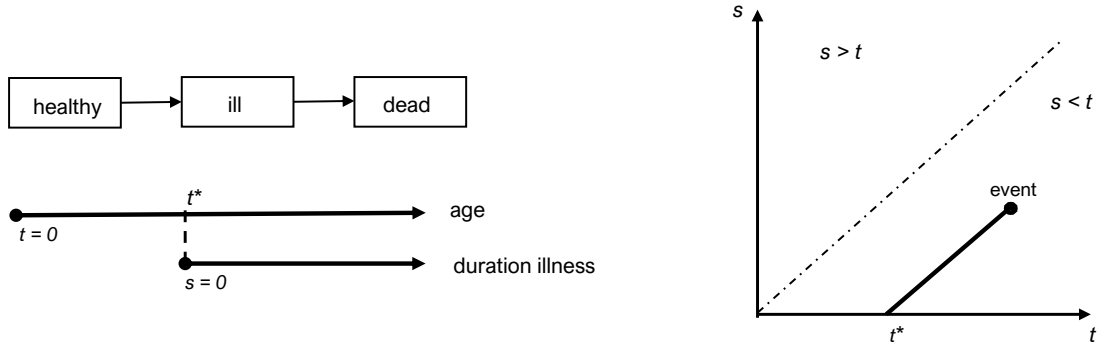 healthy
ill
dead
t*
age
t = 0
duration illness
s = 0
s
s > t
s < t
event
t*
t